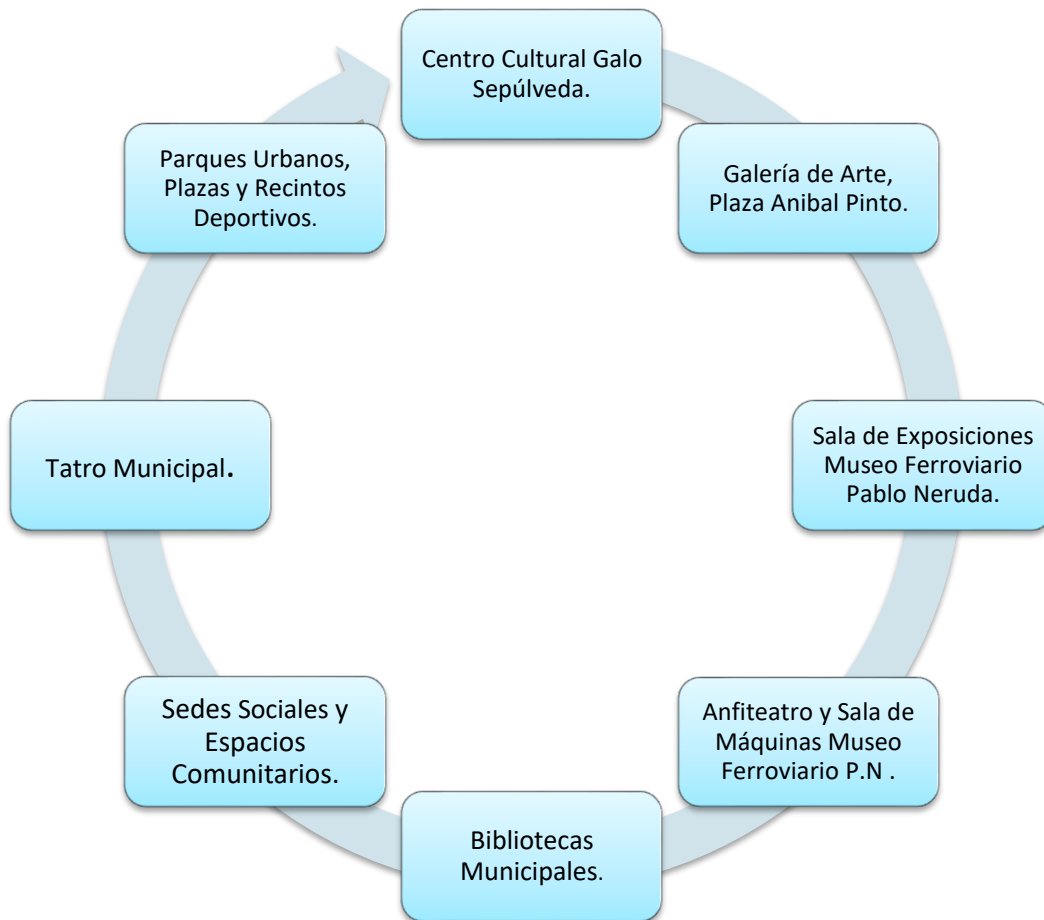 Centro Cultural Galo
Sepúlveda.
Galería de Arte,
Plaza Anibal Pinto.
Sala de Exposiciones
Museo Ferroviario
Pablo Neruda.
Anfiteatro y Sala de
Máquinas Museo
Ferroviario P.N .
Bibliotecas
Municipales.
Sedes Sociales y
Espacios
Comunitarios.
Tatro Municipal.
Parques Urbanos,
Plazas y Recintos
Deportivos.